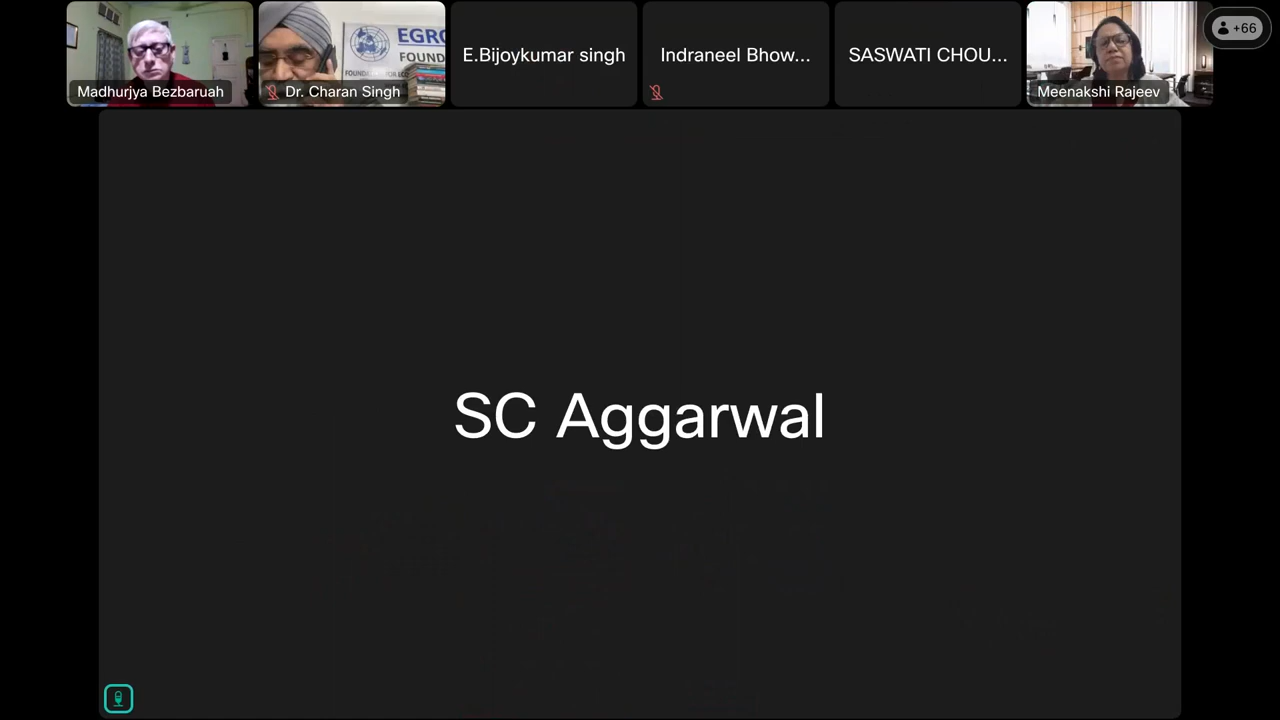 Madhurjya Bezbaruah
EGRO
FOUND
Dr. Charan Singh
E.Bijoykumar singh
Indraneel Bhow...
SASWATI CHOU...
Meenakshi Rajeev
+66
SC Aggarwal